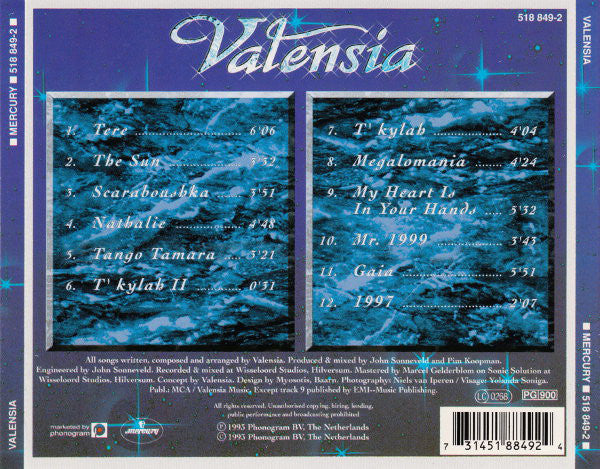 Valensia
518 849-2
MERCURY ■ 518 849-2
VALENSIA
1. Tere 6'06
2. The Sun 3'32
3. Scaraboushka 3'51
4. Nathalie 4'48
5. Tango Tamara 3'21
6. T' kylah II 0'31
7. T' kylah 4'04
8. Megalomania 4'24
9. My Heart Is
In Your Hands 5'32
10. Mr. 1999 3'43
11. Gaia 5'51
12. 1997 2'07
All songs written, composed and arranged by Valensia. Produced & mixed by John Sonneveld and Pim Koopman.
Engineered by John Sonneveld. Recorded & mixed at Wisseloord Studios, Hilversum. Mastered by Marcel Gelderblom on Sonic Solution at
Wisseloord Studios, Hilversum. Concept by Valensia. Design by Myosotis, Baarn. Photography: Niels van Iperen / Visage: Yolanda Soniga.
Publ.: MCA / Valensia Music, Except track 9 published by EMI--Music Publishing.
All rights reserved. Unauthorised copying, hiring, lending,
public performance and broadcasting prohibited
Ⓟ 1993 Phonogram BV, The Netherlands
© 1993 Phonogram BV, The Netherlands
marketed by
phonogram
mercury
LC 0268
PG 900
7 31451 88492 4
VALENSIA
MERCURY ■ 518 849-2